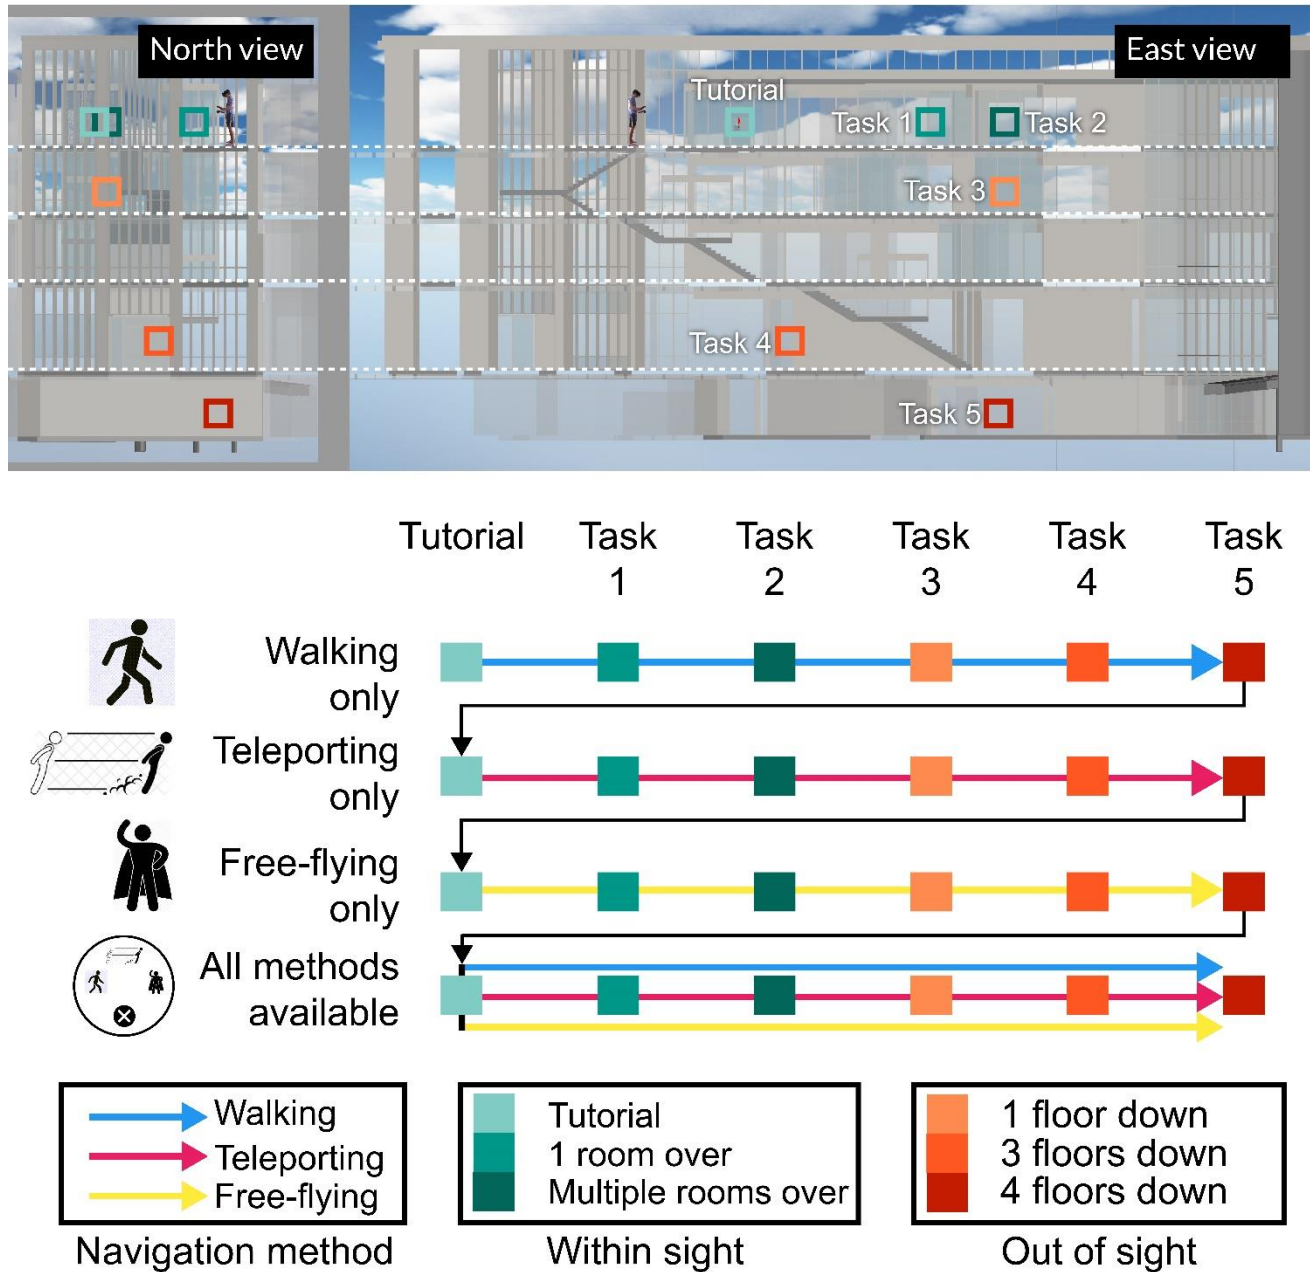 North view
East view
Tutorial
Task 1
Task 2
Task 3
Task 4
Task 5
Tutorial
Task
1
Task
2
Task
3
Task
4
Task
5
Walking
only
Teleporting
only
Free-flying
only
All methods
available
Walking
Teleporting
Free-flying
Navigation method
Tutorial
1 room over
Multiple rooms over
Within sight
1 floor down
3 floors down
4 floors down
Out of sight